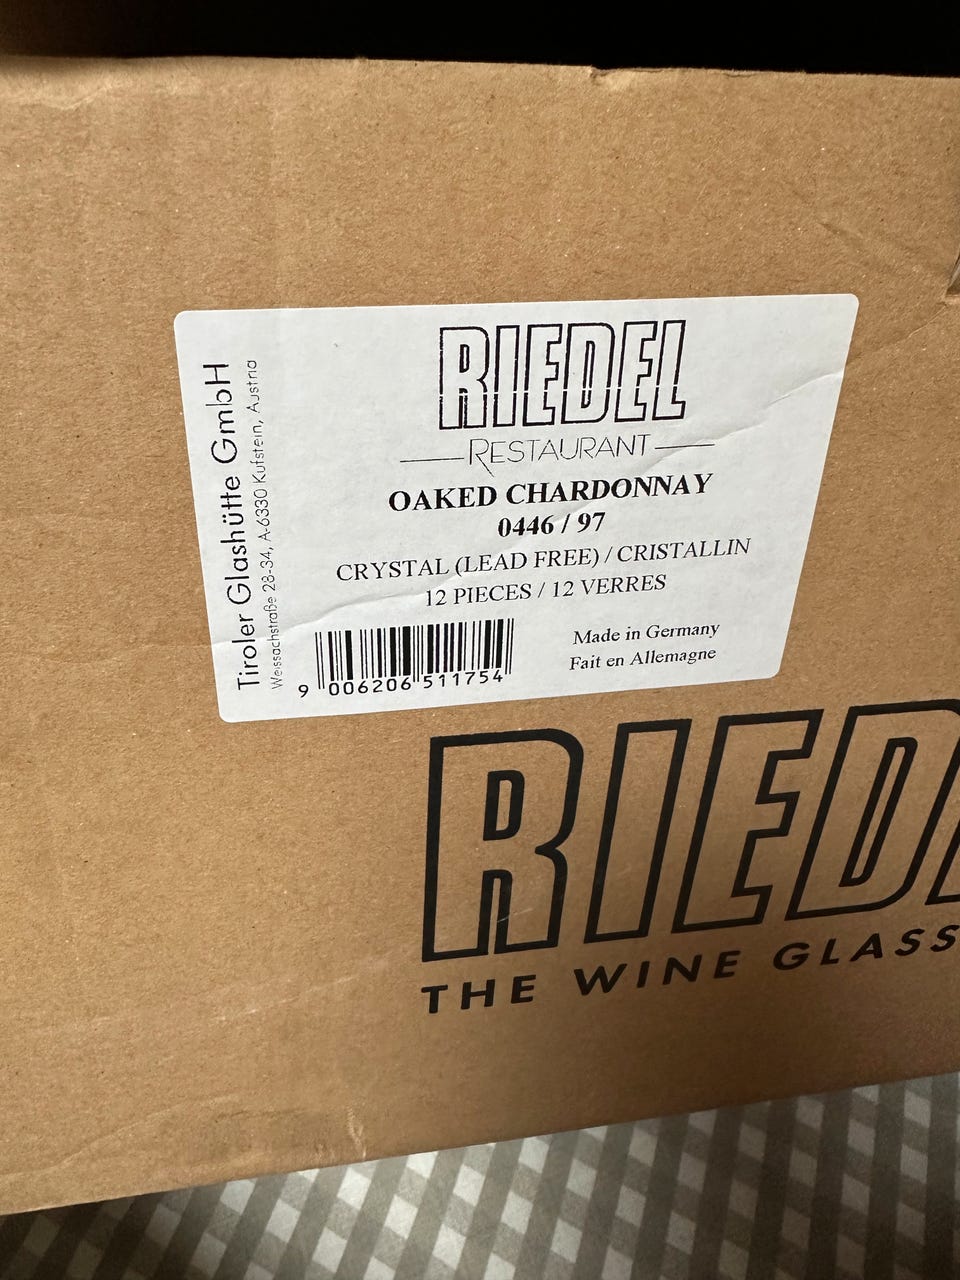 Tiroler Glashütte GmbH
Weissachstraße 28-34, A-6330 Kufstein, Austria
RIEDEL
RESTAURANT
OAKED CHARDONNAY
0446 / 97
CRYSTAL (LEAD FREE) / CRISTALLIN
12 PIECES / 12 VERRES
Made in Germany
Fait en Allemagne
9 006206 511754
RIED
THE WINE GLASS